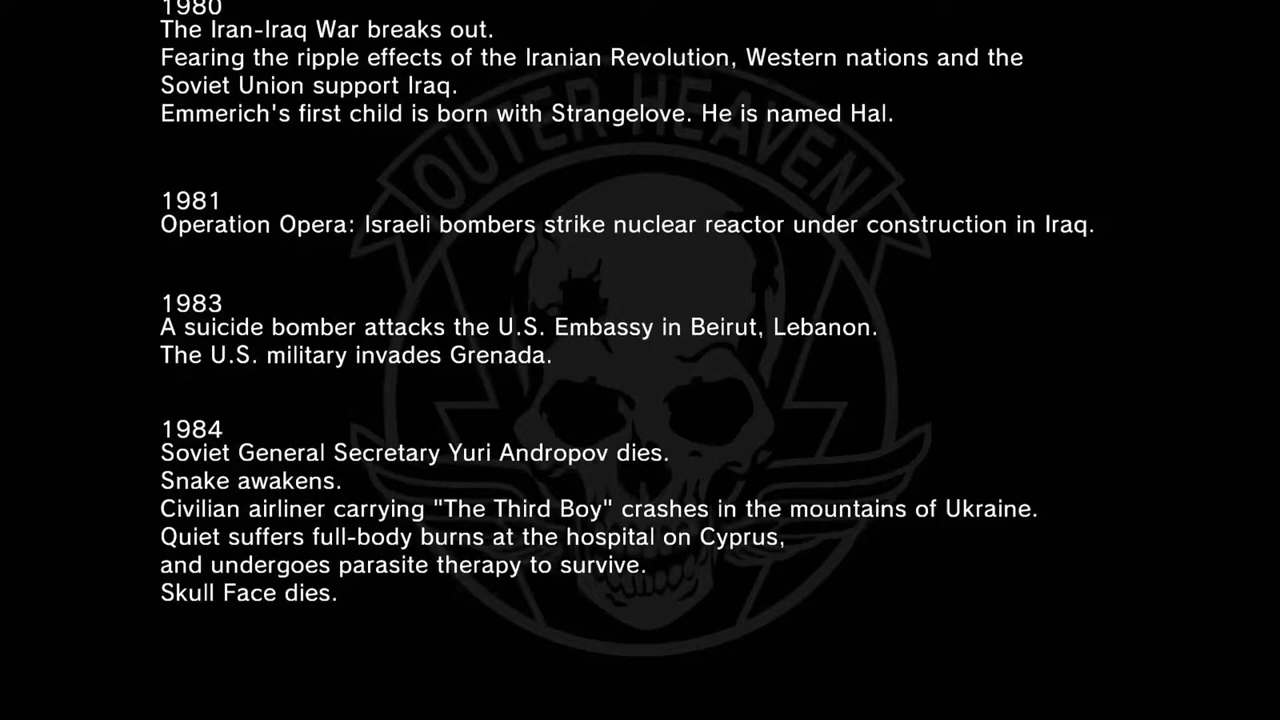 1980
The Iran-Iraq War breaks out.
Fearing the ripple effects of the Iranian Revolution, Western nations and the
Soviet Union support Iraq.
Emmerich's first child is born with Strangelove. He is named Hal.
OUTER HEAVEN
1981
Operation Opera: Israeli bombers strike nuclear reactor under construction in Iraq.
1983
A suicide bomber attacks the U.S. Embassy in Beirut, Lebanon.
The U.S. military invades Grenada.
1984
Soviet General Secretary Yuri Andropov dies.
Snake awakens.
Civilian airliner carrying "The Third Boy" crashes in the mountains of Ukraine.
Quiet suffers full-body burns at the hospital on Cyprus,
and undergoes parasite therapy to survive.
Skull Face dies.